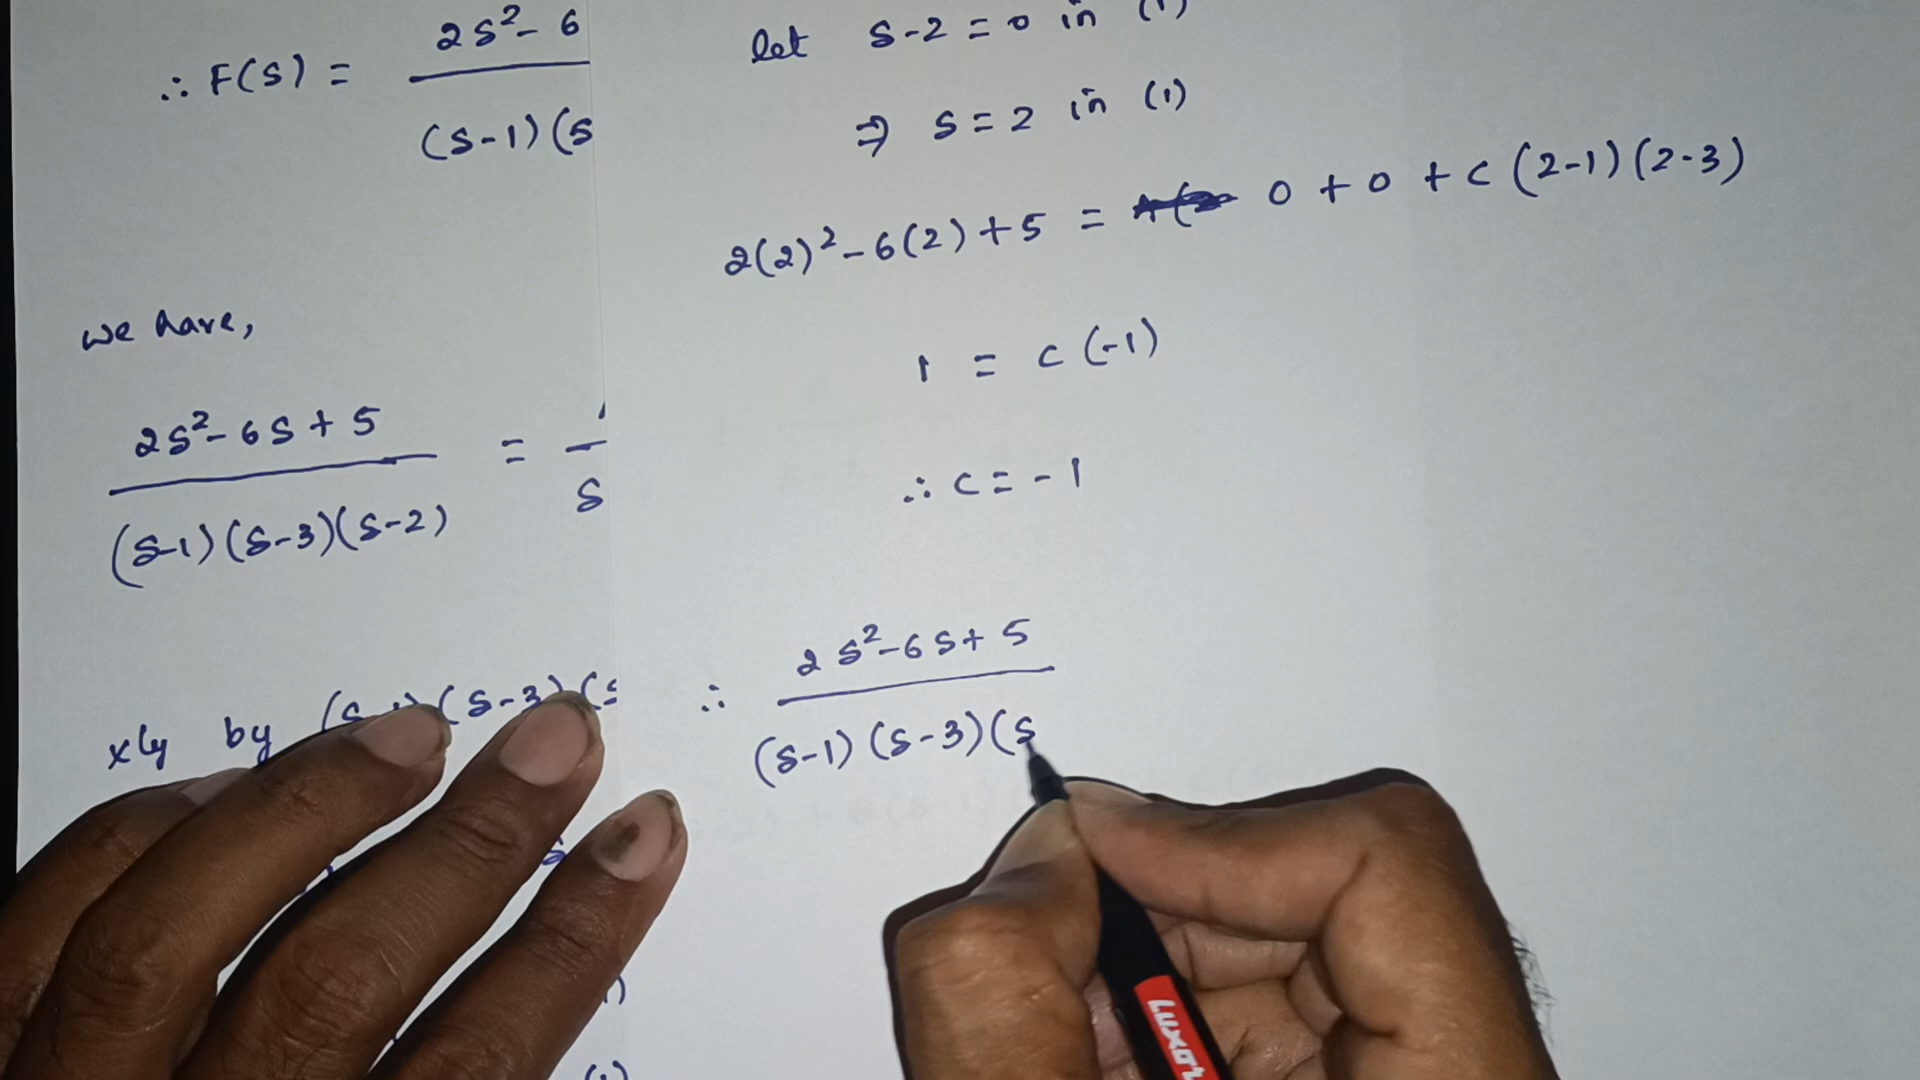 ∴ F(S) = 2S² - 6
(S-1)(S
we have,
2S² - 6S + 5 =
(S-1)(S-3)(S-2) S
xly by (S-1)(S-3)(S
let S-2 = 0 in (1)
⇒ S = 2 in (1)
2(2)² - 6(2) + 5 = 0 + 0 + C (2-1)(2-3)
1 = C (-1)
∴ C = -1
∴ 2S² - 6S + 5
(S-1)(S-3)(S
LUXOR